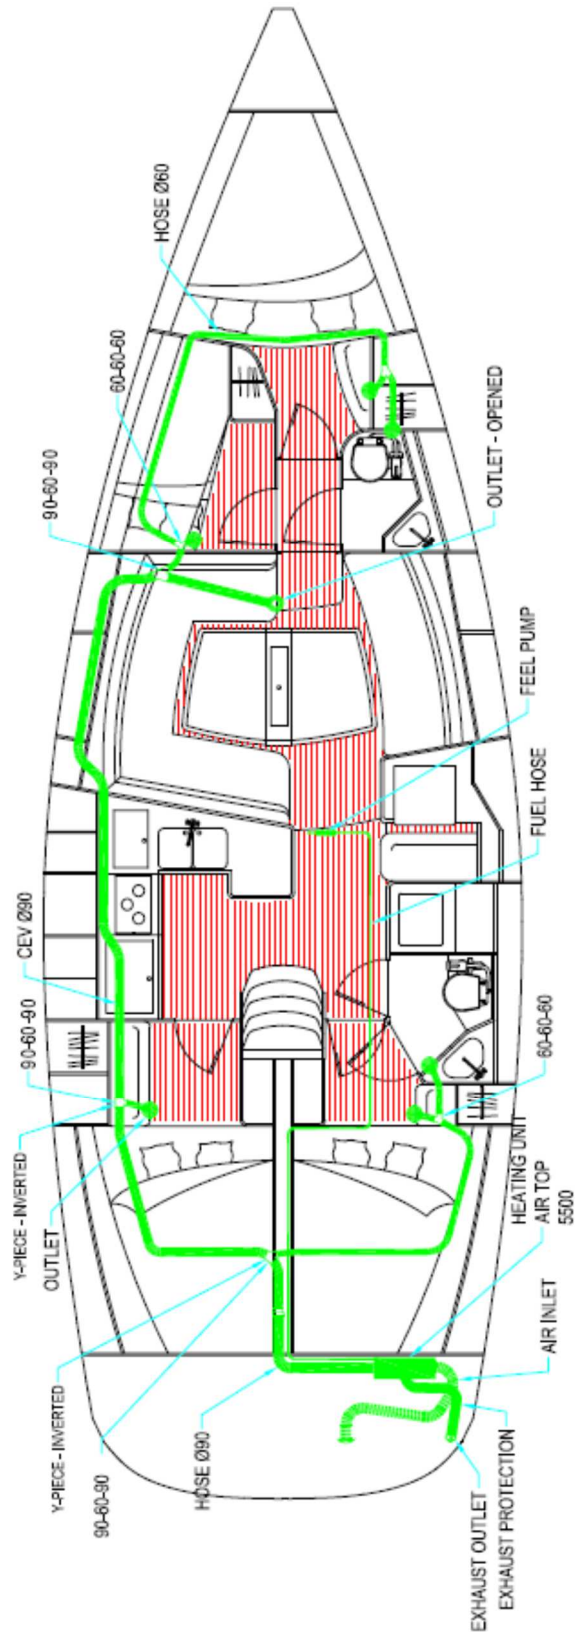 HOSE Ø60
60-60-60
90-60-90
OUTLET - OPENED
FEEL PUMP
FUEL HOSE
CEV Ø90
90-60-90
Y-PIECE - INVERTED
OUTLET
60-60-60
HEATING UNIT
AIR TOP
5500
AIR INLET
Y-PIECE - INVERTED
90-60-90
HOSE Ø90
EXHAUST OUTLET
EXHAUST PROTECTION